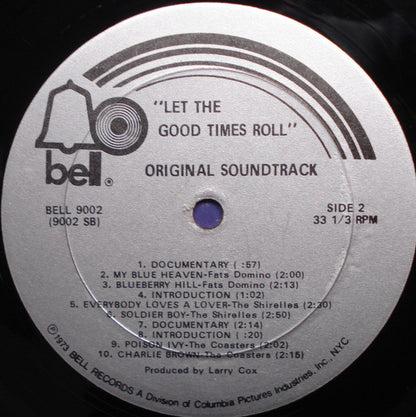 "LET THE
GOOD TIMES ROLL"
bell®
ORIGINAL SOUNDTRACK
BELL 9002
(9002 SB)
SIDE 2
33 1/3 RPM
1. DOCUMENTARY ( :57)
2. MY BLUE HEAVEN-Fats Domino (2:00)
3. BLUEBERRY HILL-Fats Domino (2:13)
4. INTRODUCTION (1:02)
5. EVERYBODY LOVES A LOVER-The Shirelles (2:30)
6. SOLDIER BOY-The Shirelles (2:50)
7. DOCUMENTARY (2:14)
8. INTRODUCTION ( :20)
9. POISON IVY-The Coasters (2:02)
10. CHARLIE BROWN-The Coasters (2:15)
Produced by Larry Cox
℗1973 BELL RECORDS A Division of Columbia Pictures Industries, Inc., N.Y.C.